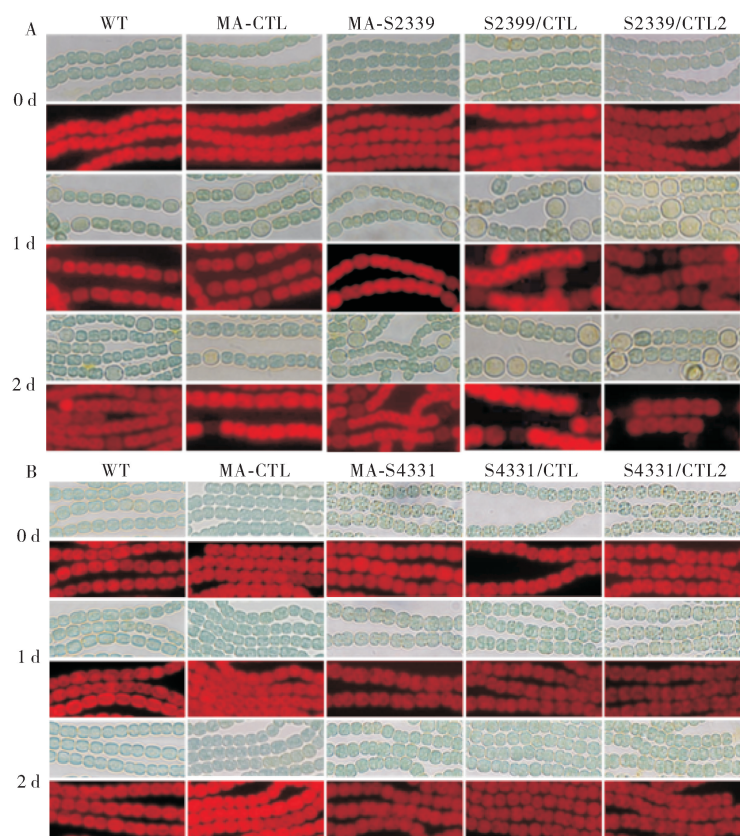 A WT MA-CTL MA-S2339 S2399/CTL S2339/CTL2
0 d
1 d
2 d
B WT MA-CTL MA-S4331 S4331/CTL S4331/CTL2
0 d
1 d
2 d